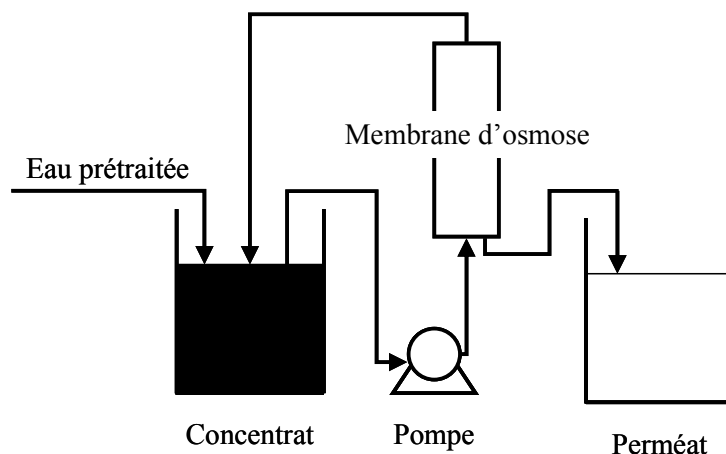 Membrane d’osmose
Eau prétraitée
Concentrat
Pompe
Perméat